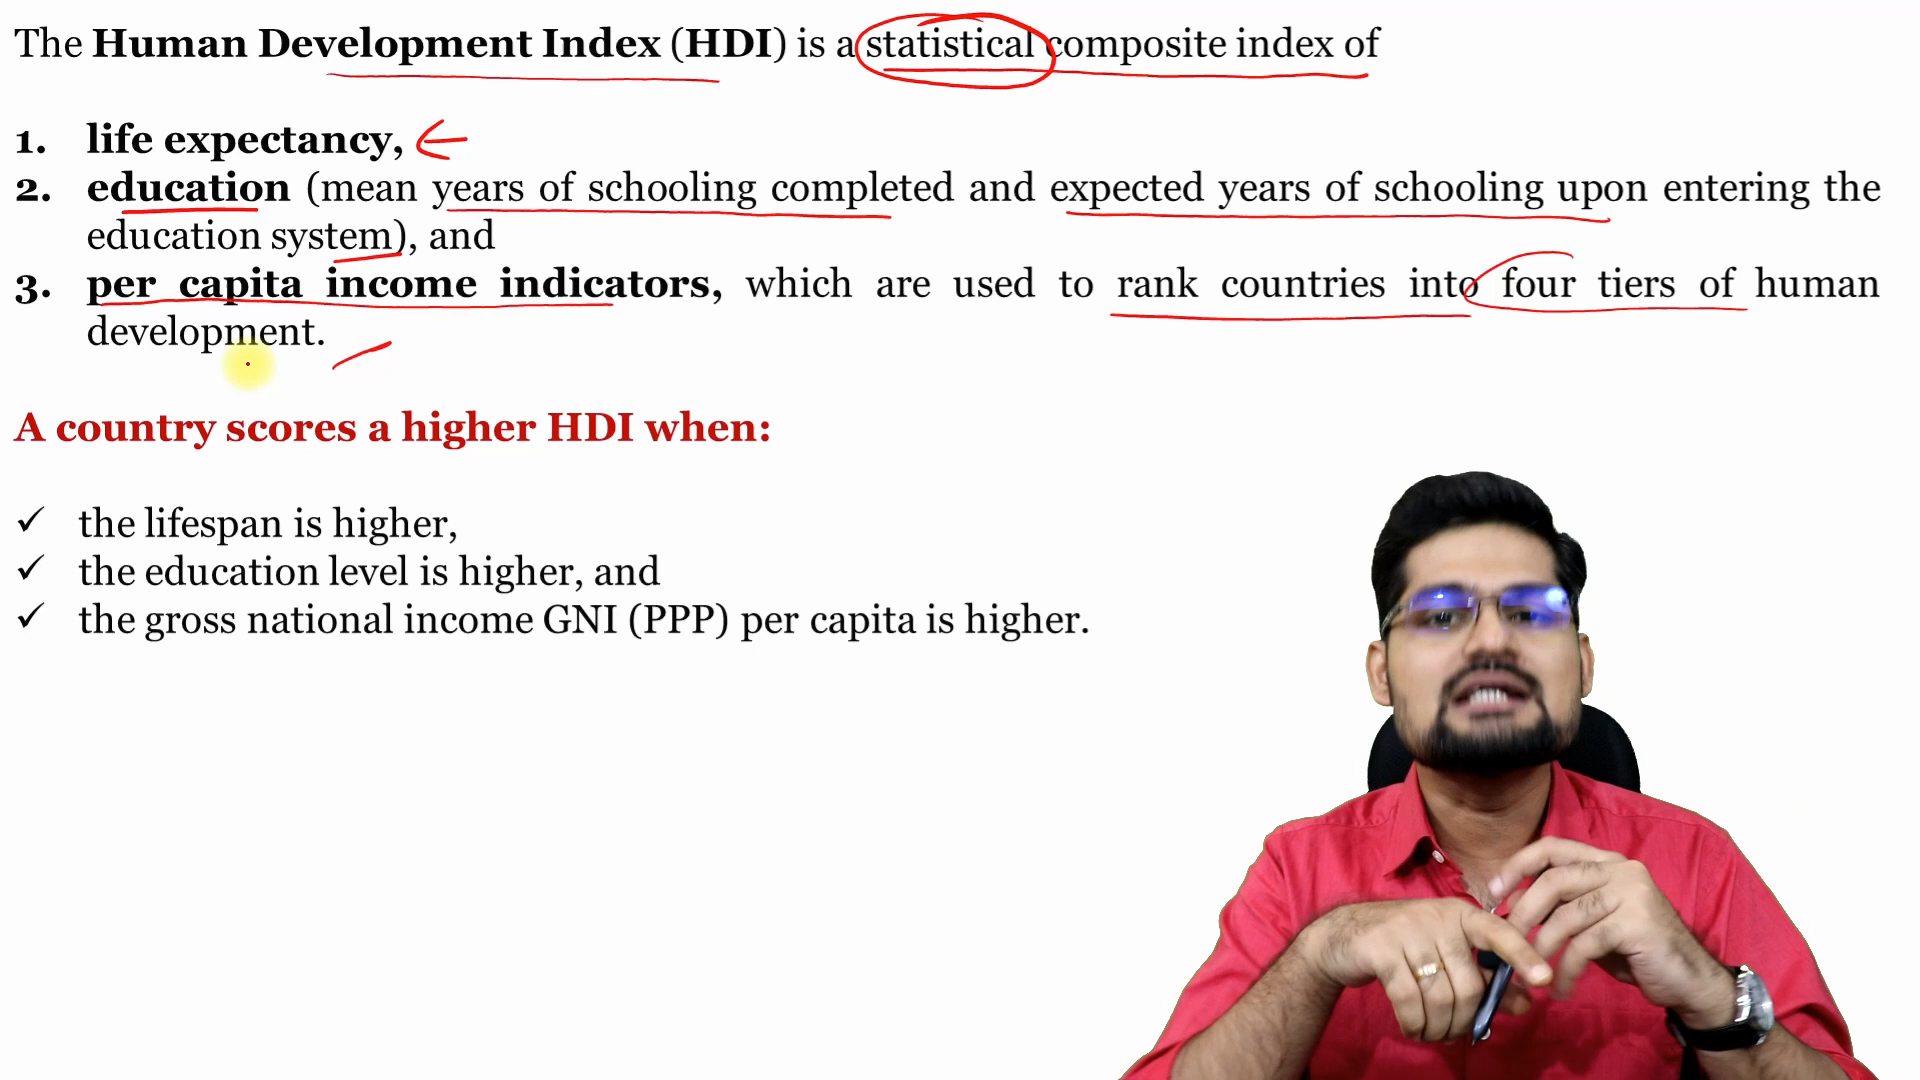 The Human Development Index (HDI) is a statistical composite index of
1. life expectancy,
2. education (mean years of schooling completed and expected years of schooling upon entering the
education system), and
3. per capita income indicators, which are used to rank countries into four tiers of human
development.
A country scores a higher HDI when:
✓ the lifespan is higher,
✓ the education level is higher, and
✓ the gross national income GNI (PPP) per capita is higher.